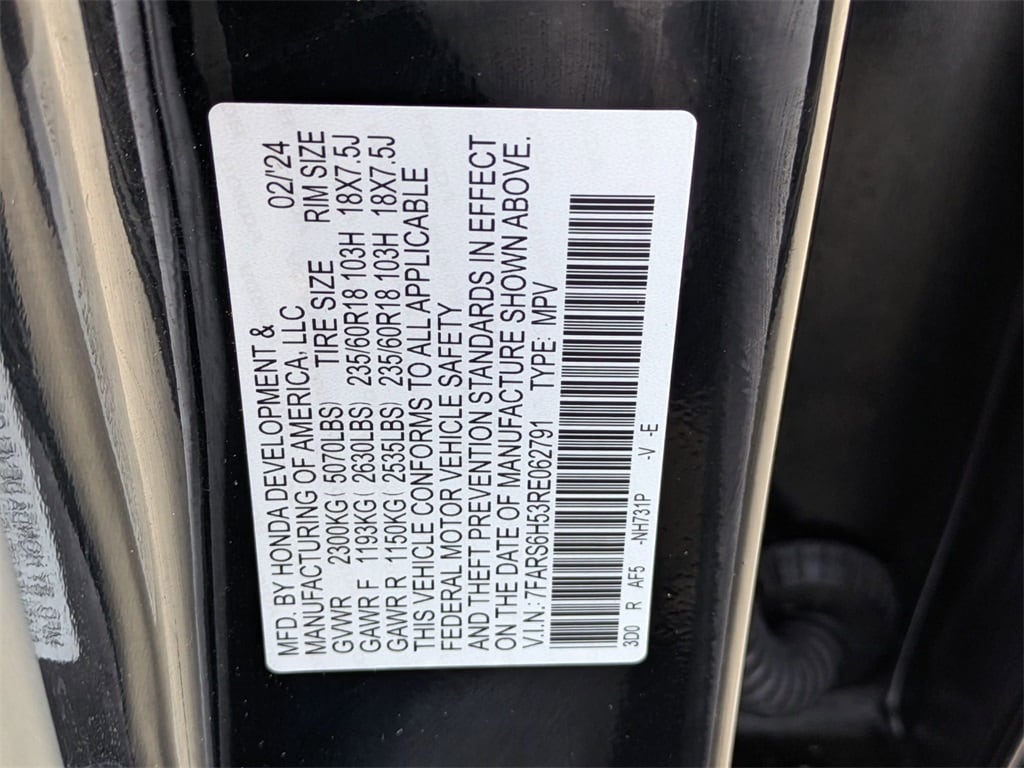 MFD. BY HONDA DEVELOPMENT & 02/'24
MANUFACTURING OF AMERICA, LLC RIM SIZE
GVWR 2300KG ( 5070LBS) TIRE SIZE
GAWR F 1193KG ( 2630LBS) 235/60R18 103H 18X7.5J
GAWR R 1150KG ( 2535LBS) 235/60R18 103H 18X7.5J
THIS VEHICLE CONFORMS TO ALL APPLICABLE
FEDERAL MOTOR VEHICLE SAFETY
AND THEFT PREVENTION STANDARDS IN EFFECT
ON THE DATE OF MANUFACTURE SHOWN ABOVE.
V.I.N.: 7FARS6H53RE062791 TYPE: MPV
3D0 R AF5 -NH731P -V -E